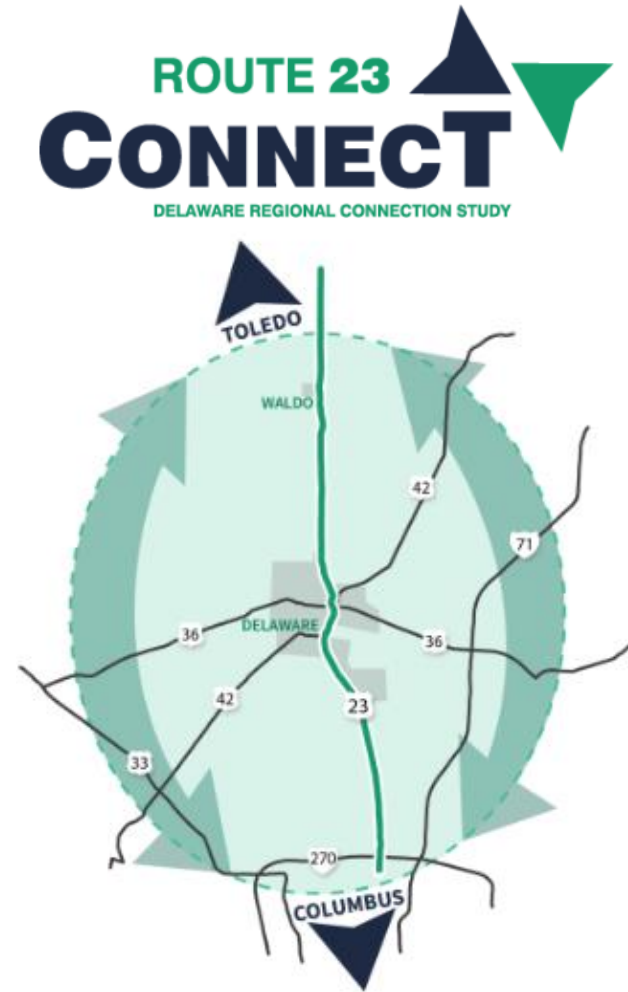 ROUTE 23
CONNECT
DELAWARE REGIONAL CONNECTION STUDY
TOLEDO
WALDO
42
71
DELAWARE
36
36
42
23
33
270
COLUMBUS